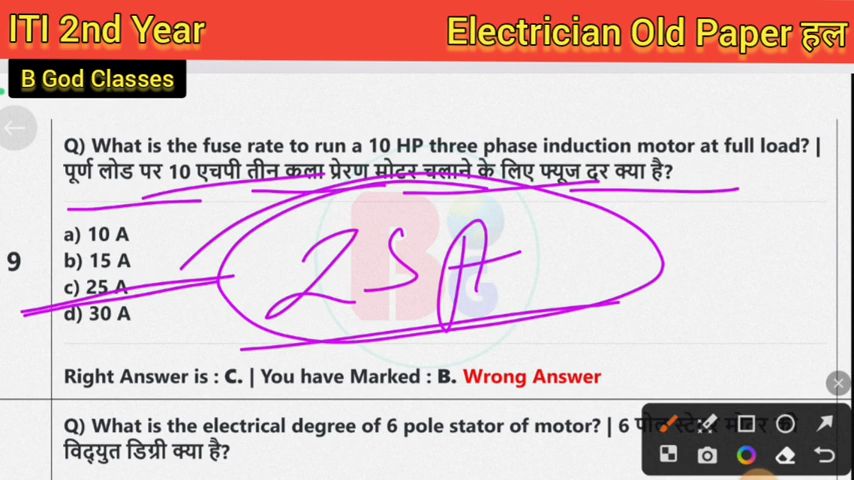 ITI 2nd Year
Electrician Old Paper हल
B God Classes
Q) What is the fuse rate to run a 10 HP three phase induction motor at full load? |
पूर्ण लोड पर 10 एचपी तीन कला प्रेरण मोटर चलाने के लिए फ्यूज दर क्या है?
9
a) 10 A
b) 15 A
c) 25 A
d) 30 A
25A
Right Answer is : C. | You have Marked : B. Wrong Answer
Q) What is the electrical degree of 6 pole stator of motor? | 6 पोल स्टेटर मोटर की
विद्युत डिग्री क्या है?